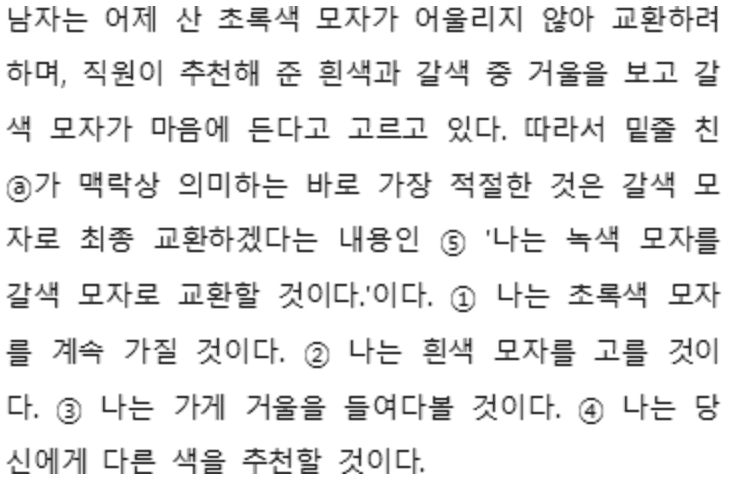 남자는 어제 산 초록색 모자가 어울리지 않아 교환하려
하며, 직원이 추천해 준 흰색과 갈색 중 거울을 보고 갈
색 모자가 마음에 든다고 고르고 있다. 따라서 밑줄 친
ⓐ가 맥락상 의미하는 바로 가장 적절한 것은 갈색 모
자로 최종 교환하겠다는 내용인 ⑤ '나는 녹색 모자를
갈색 모자로 교환할 것이다.'이다. ① 나는 초록색 모자
를 계속 가질 것이다. ② 나는 흰색 모자를 고를 것이
다. ③ 나는 가게 거울을 들여다볼 것이다. ④ 나는 당
신에게 다른 색을 추천할 것이다.